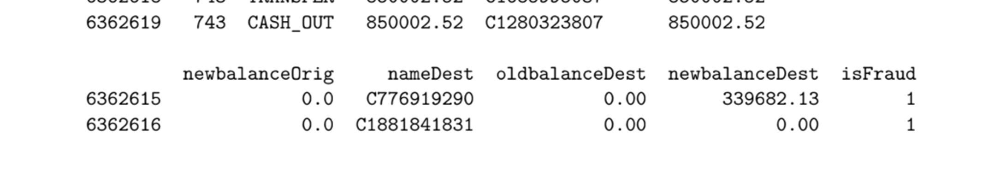 6362619 743 CASH_OUT 850002.52 C1280323807 850002.52
newbalanceOrig nameDest oldbalanceDest newbalanceDest isFraud
6362615 0.0 C776919290 0.00 339682.13 1
6362616 0.0 C1881841831 0.00 0.00 1